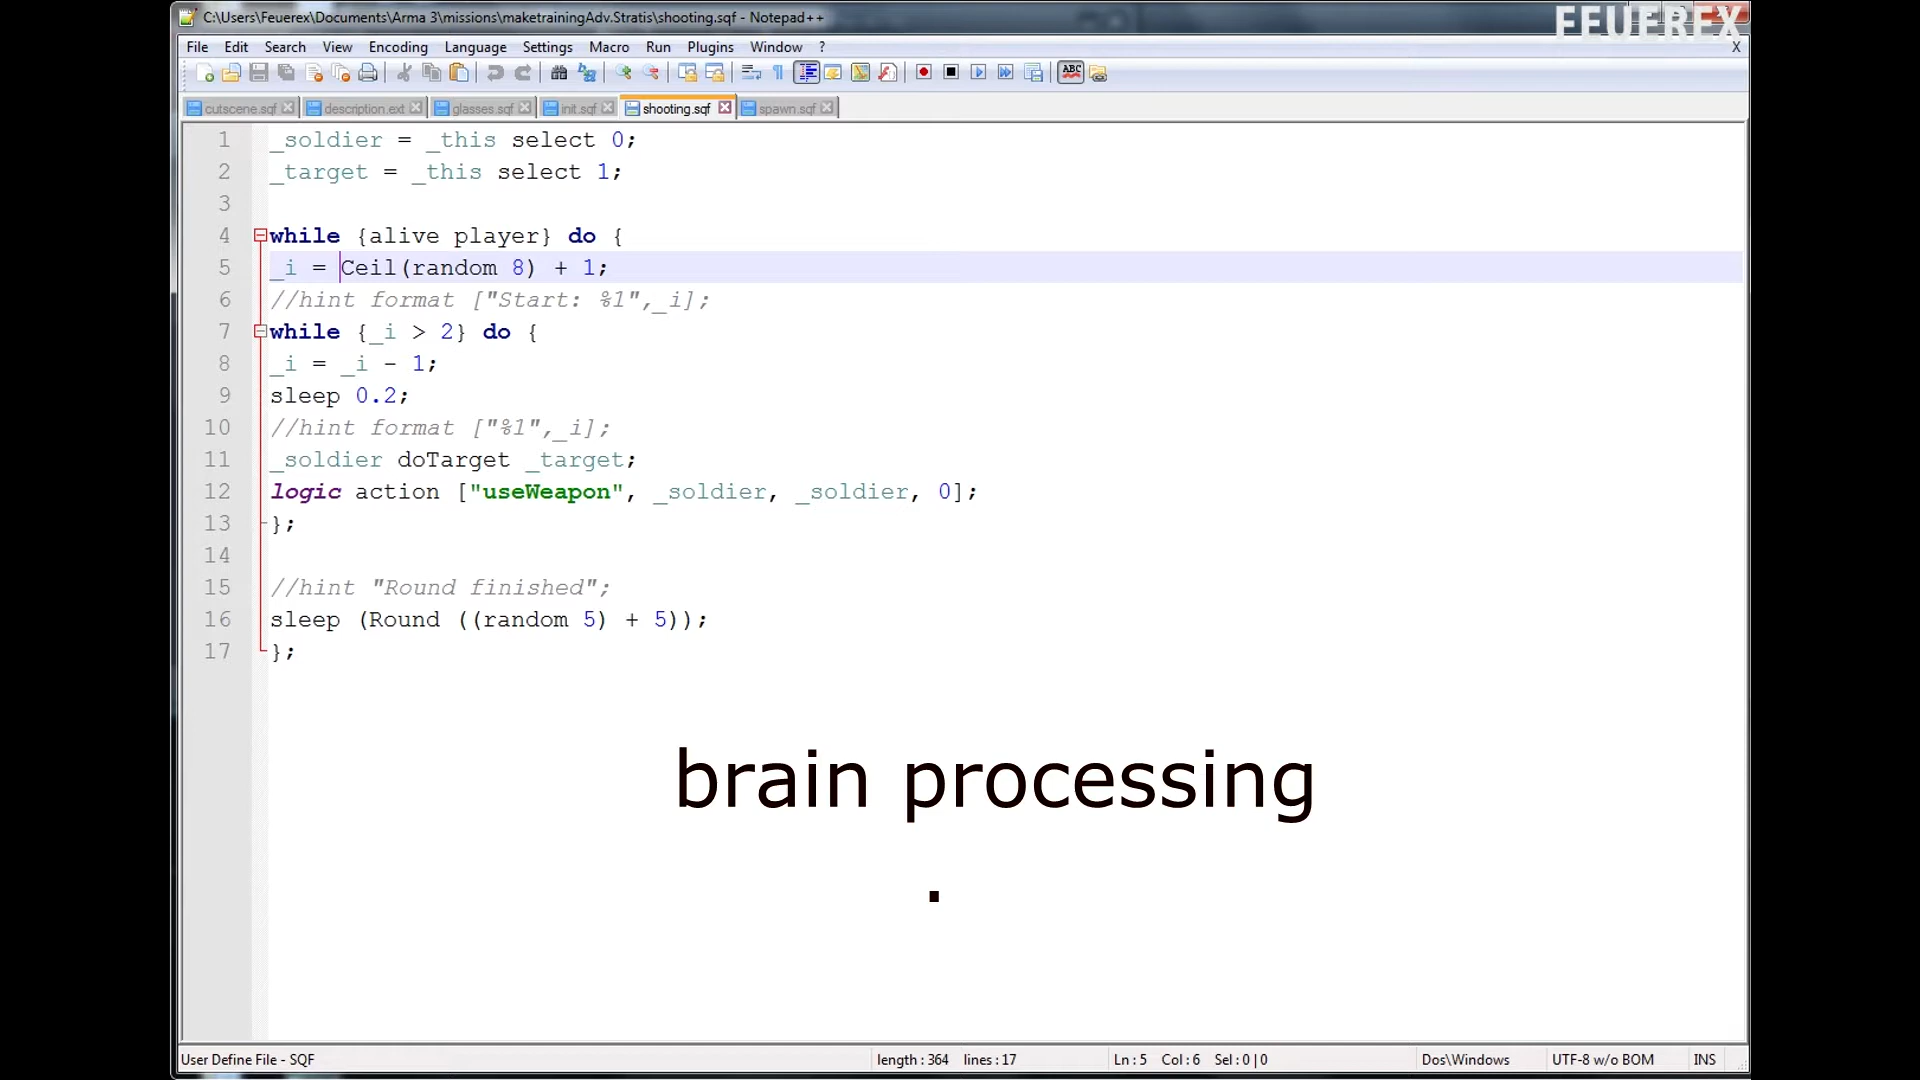 C:\Users\Feuerex\Documents\Arma 3\missions\maketrainingAdv.Stratis\shooting.sqf - Notepad++
FEUEREX
File Edit Search View Encoding Language Settings Macro Run Plugins Window ?
X
ABC
cutscene.sqf description.ext glasses.sqf init.sqf shooting.sqf spawn.sqf
1 _soldier = _this select 0;
2 _target = _this select 1;
3
4 while {alive player} do {
5 _i = Ceil(random 8) + 1;
6 //hint format ["Start: %1",_i];
7 while {_i > 2} do {
8 _i = _i - 1;
9 sleep 0.2;
10 //hint format ["%1",_i];
11 _soldier doTarget _target;
12 logic action ["useWeapon", _soldier, _soldier, 0];
13 };
14
15 //hint "Round finished";
16 sleep (Round ((random 5) + 5));
17 };
brain processing
.
User Define File - SQF length : 364 lines : 17 Ln : 5 Col : 6 Sel : 0 | 0 Dos\Windows UTF-8 w/o BOM INS